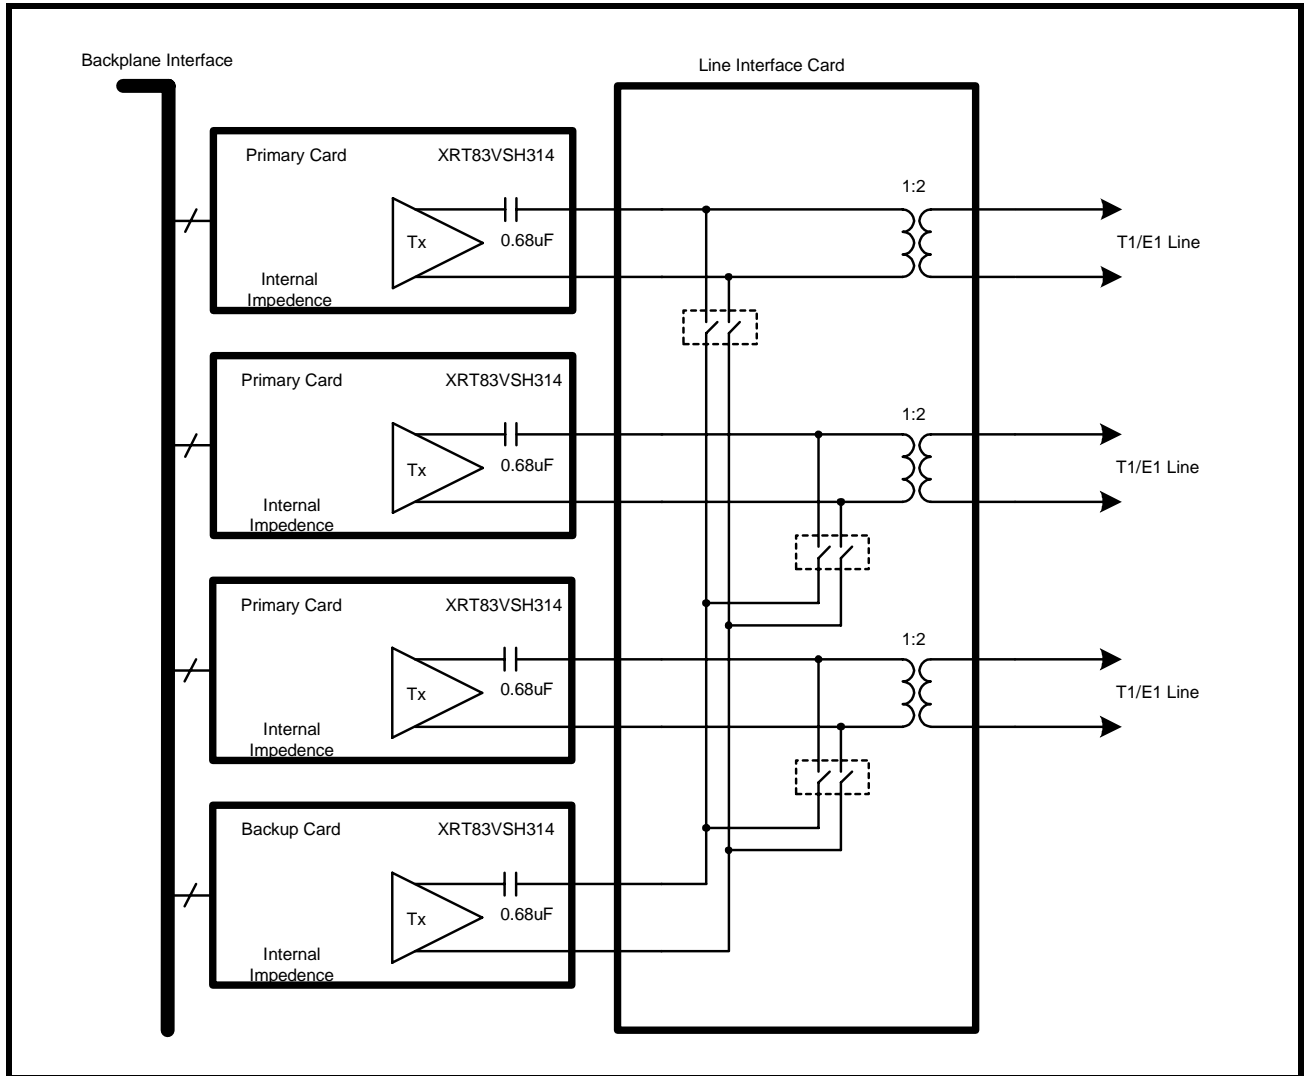 Backplane Interface
Line Interface Card
Primary Card XRT83VSH314
Tx
0.68uF
Internal
Impedence
1:2
T1/E1 Line
Primary Card XRT83VSH314
Tx
0.68uF
Internal
Impedence
1:2
T1/E1 Line
Primary Card XRT83VSH314
Tx
0.68uF
Internal
Impedence
1:2
T1/E1 Line
Backup Card XRT83VSH314
Tx
0.68uF
Internal
Impedence